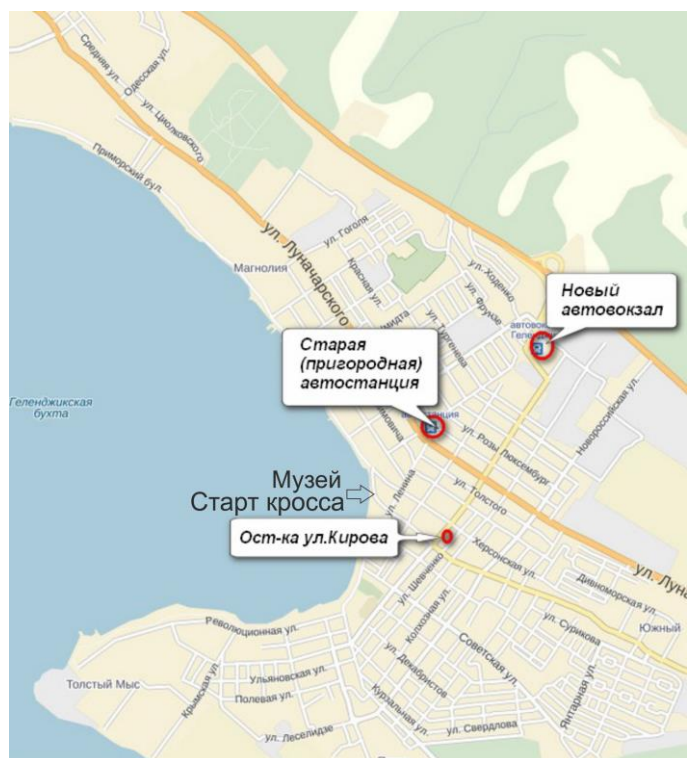 Средняя ул.
Одесская ул.
ул. Циолковского
Приморский бул.
ул. Луначарского
ул. Гоголя
Магнолия
Красная ул.
ул. Ходенко
ул. Фрунзе
Новый
автовокзал
ул. Тургенева
Старая
(пригородная)
автостанция
Геленджикская
бухта
Новороссийская ул.
ул. Розы Люксембург
Музей
Старт кросса
ул. Ленина
ул. Толстого
Ост-ка ул.Кирова
Херсонская ул.
ул. Шевченко
Дивноморская ул.
Колхозная ул.
ул. Сурикова
Южный
Революционная ул.
Советская ул.
Ульяновская ул.
ул. Декабристов
Толстый Мыс
Крымская ул.
Полевая ул.
Янтарная ул.
Курзальная ул.
ул. Свердлова
ул. Леселидзе